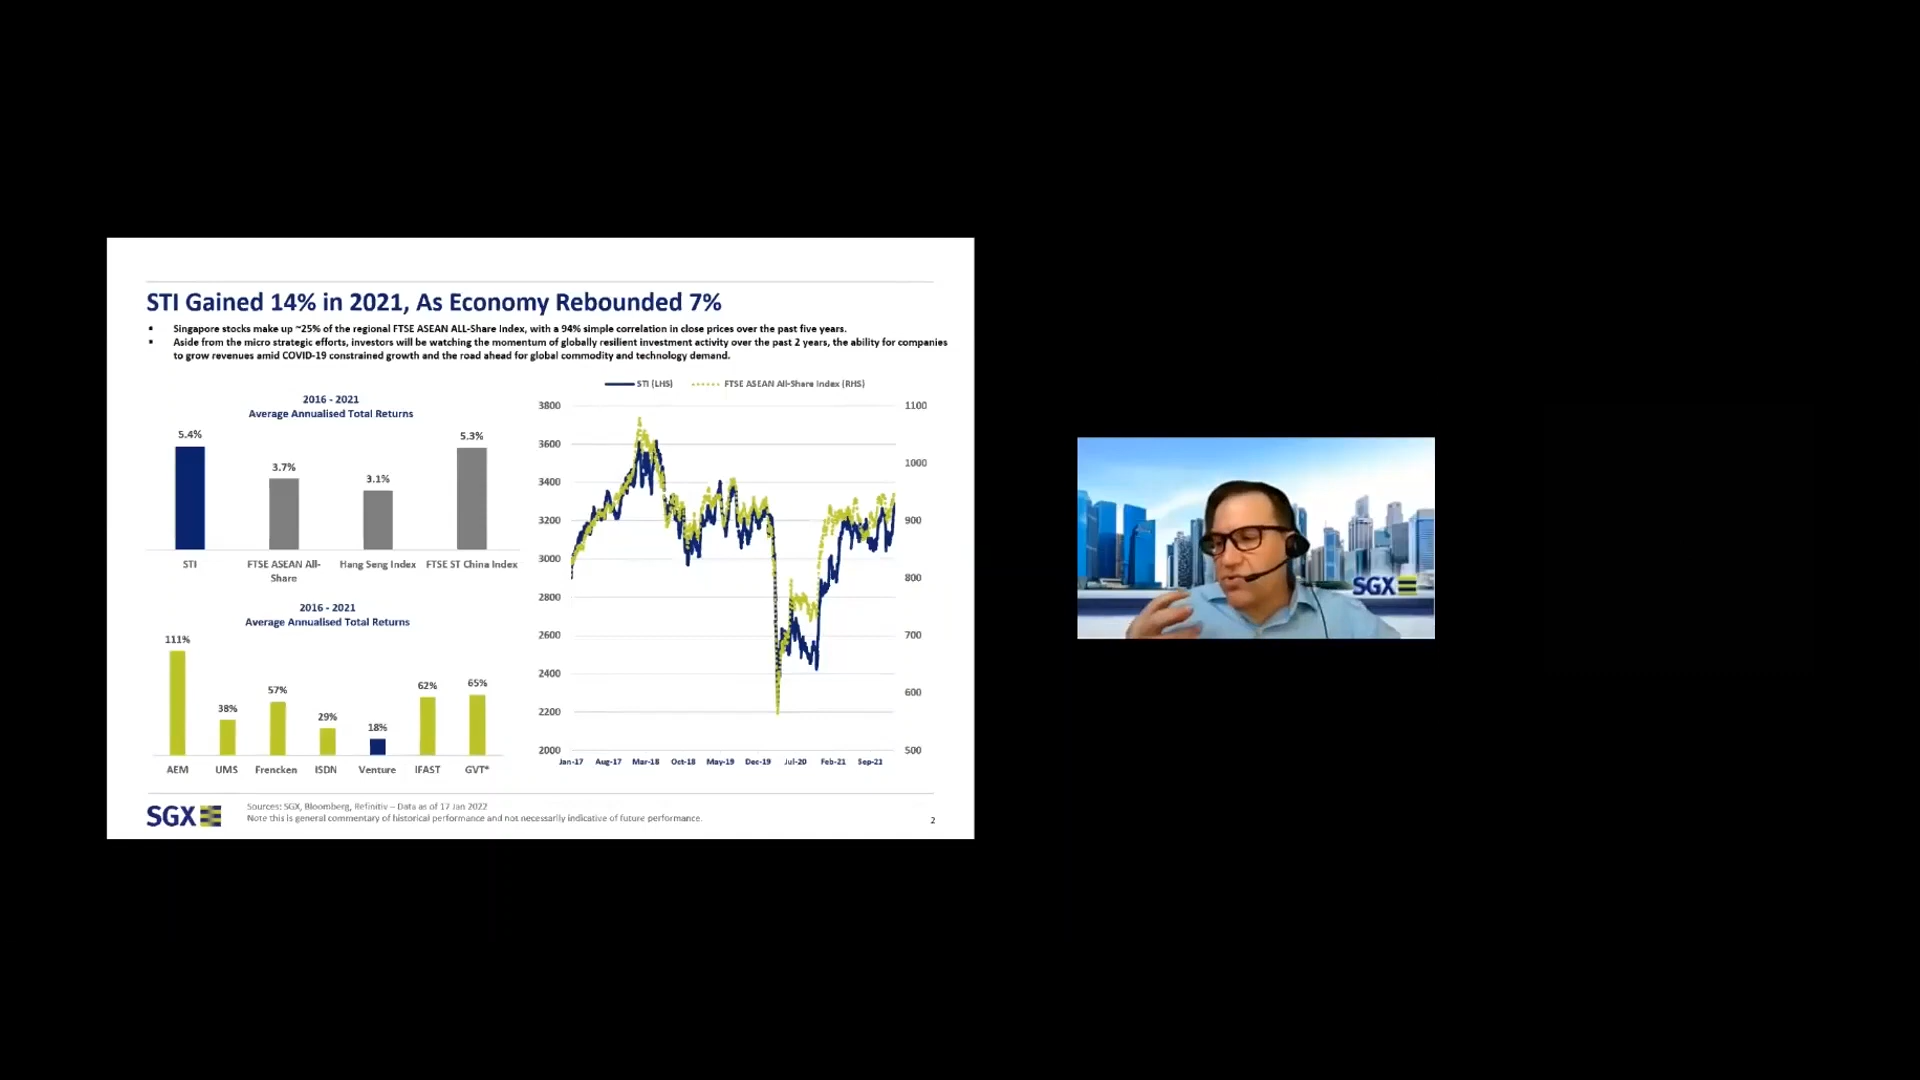 STI Gained 14% in 2021, As Economy Rebounded 7%
▪ Singapore stocks make up ~25% of the regional FTSE ASEAN ALL-Share Index, with a 94% simple correlation in close prices over the past five years.
▪ Aside from the micro strategic efforts, investors will be watching the momentum of globally resilient investment activity over the past 2 years, the ability for companies
to grow revenues amid COVID-19 constrained growth and the road ahead for global commodity and technology demand.
2016 - 2021
Average Annualised Total Returns
5.4%
3.7%
3.1%
5.3%
STI
FTSE ASEAN All-
Share
Hang Seng Index
FTSE ST China Index
2016 - 2021
Average Annualised Total Returns
111%
38%
57%
29%
18%
62%
65%
AEM
UMS
Frencken
ISDN
Venture
IFAST
GVT*
STI (LHS)
FTSE ASEAN All-Share Index (RHS)
3800
3600
3400
3200
3000
2800
2600
2400
2200
2000
1100
1000
900
800
700
600
500
Jan-17
Aug-17
Mar-18
Oct-18
May-19
Dec-19
Jul-20
Feb-21
Sep-21
SGX
Sources: SGX, Bloomberg, Refinitiv – Data as of 17 Jan 2022
Note this is general commentary of historical performance and not necessarily indicative of future performance.
2
SGX